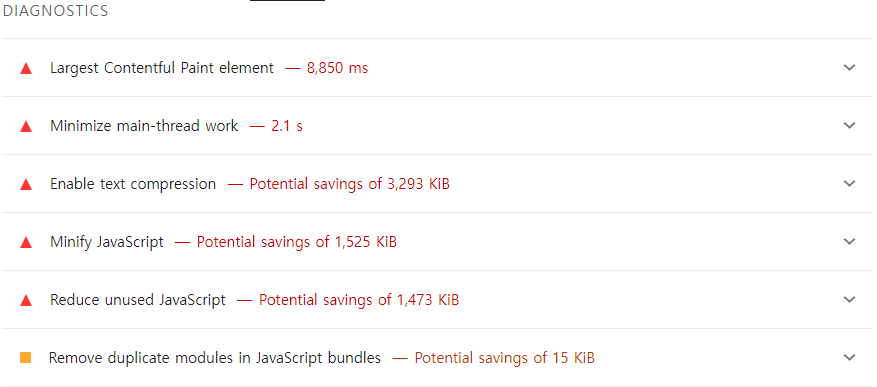 DIAGNOSTICS
Largest Contentful Paint element — 8,850 ms
Minimize main-thread work — 2.1 s
Enable text compression — Potential savings of 3,293 KiB
Minify JavaScript — Potential savings of 1,525 KiB
Reduce unused JavaScript — Potential savings of 1,473 KiB
Remove duplicate modules in JavaScript bundles — Potential savings of 15 KiB